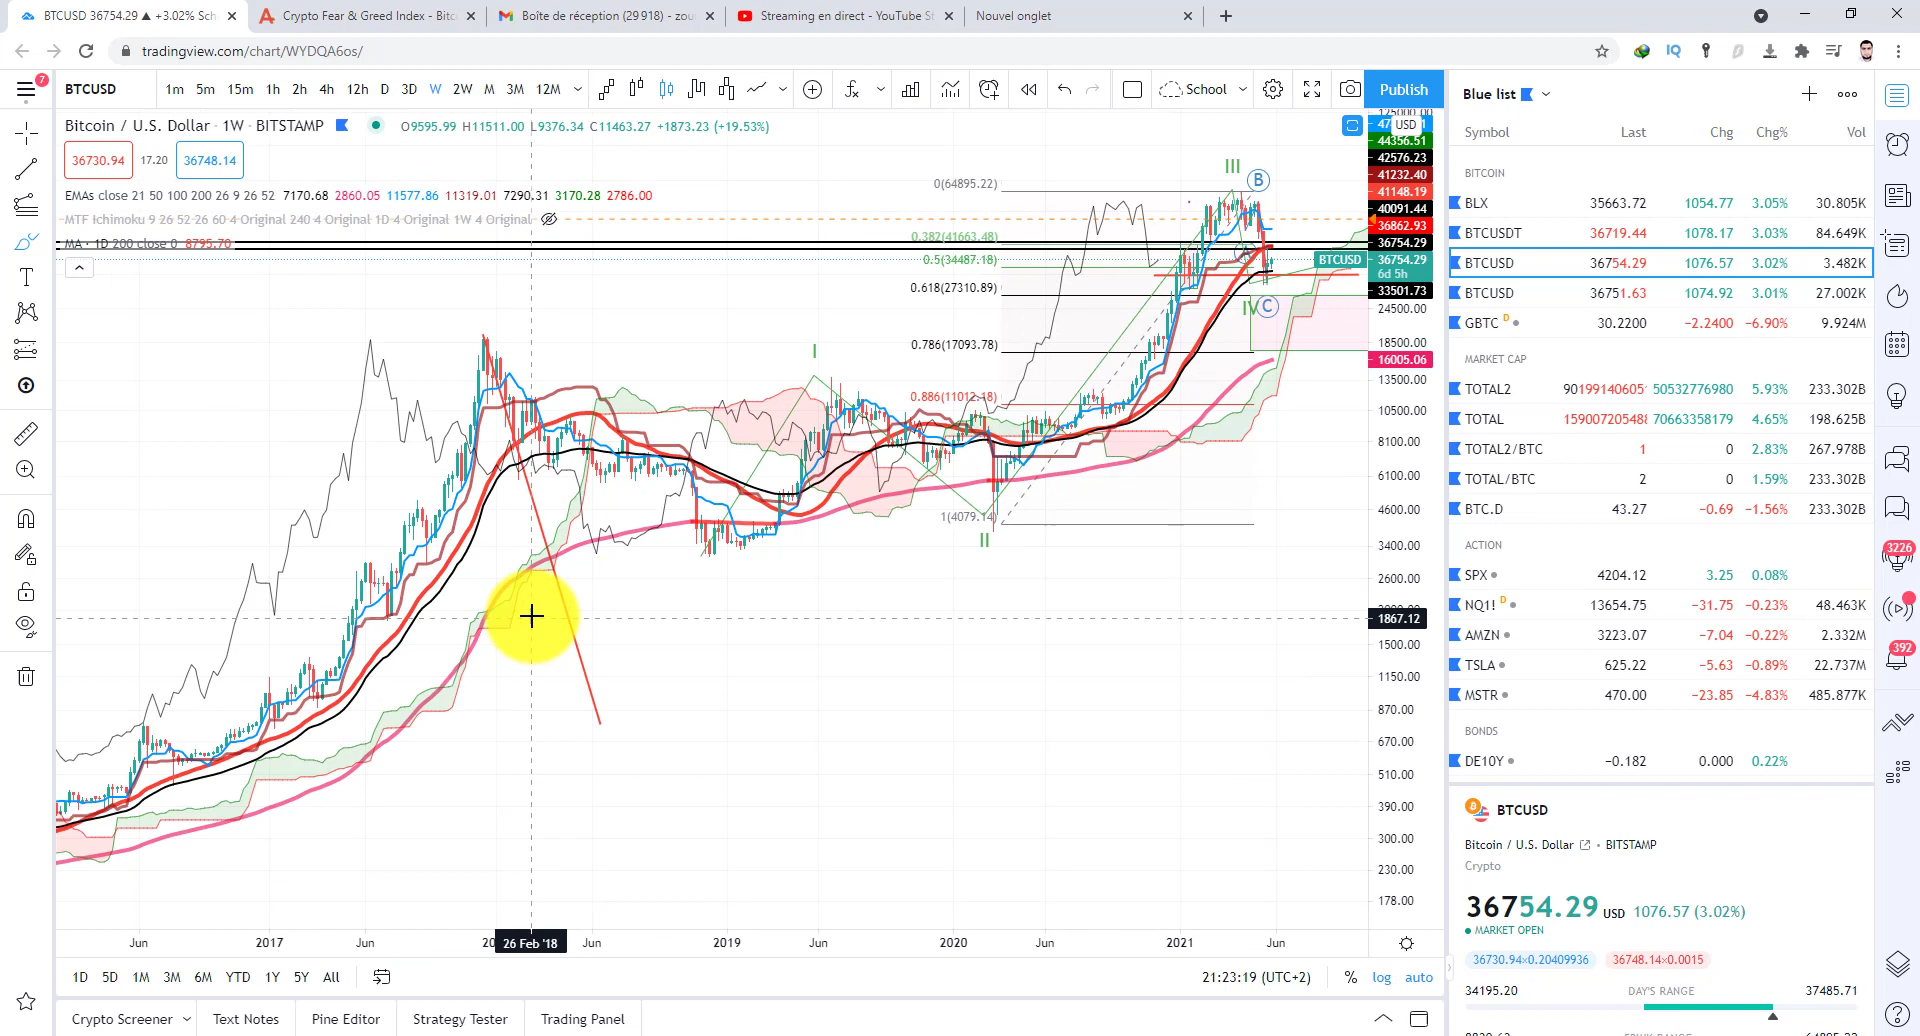 BTCUSD 36754.29 ▲ +3.02% Sch
Crypto Fear & Greed Index - Bitc
Boîte de réception (29 918) - zou
Streaming en direct - YouTube St
Nouvel onglet
tradingview.com/chart/WYDQA6os/
IQ
7
BTCUSD
1m 5m 15m 1h 2h 4h 12h D 3D W 2W M 3M 12M
School
Publish
Bitcoin / U.S. Dollar · 1W · BITSTAMP
O9595.99 H11511.00 L9376.34 C11463.27 +1873.23 (+19.53%)
36730.94 17.20 36748.14
EMAs close 21 50 100 200 26 9 26 52 7170.68 2860.05 11577.86 11319.01 7290.31 3170.28 2786.00
MTF Ichimoku 9 26 52 26 60 4 Original 240 4 Original 1D 4 Original 1W 4 Original
MA · 1D 200 close 0 8795.70
0(64895.22)
0.382(41663.48)
0.5(34487.18)
0.618(27310.89)
0.786(17093.78)
0.886(11012.18)
1(4079.14)
I
II
III
IV
B
C
USD
44356.51
42576.23
41232.40
41148.19
40091.44
36862.93
36754.29
BTCUSD 36754.29
6d 5h
33501.73
24500.00
18500.00
16005.06
13500.00
10500.00
8100.00
6100.00
4600.00
3400.00
2600.00
1867.12
1500.00
1150.00
870.00
670.00
510.00
390.00
300.00
230.00
178.00
Jun 2017 Jun 26 Feb '18 Jun 2019 Jun 2020 Jun 2021 Jun
1D 5D 1M 3M 6M YTD 1Y 5Y All
21:23:19 (UTC+2) % log auto
Crypto Screener Text Notes Pine Editor Strategy Tester Trading Panel
Blue list
Symbol Last Chg Chg% Vol
BITCOIN
BLX 35663.72 1054.77 3.05% 30.805K
BTCUSDT 36719.44 1078.17 3.03% 84.649K
BTCUSD 36754.29 1076.57 3.02% 3.482K
BTCUSD 36751.63 1074.92 3.01% 27.002K
GBTC D 30.2200 −2.2400 −6.90% 9.924M
MARKET CAP
TOTAL2 901991406051 50532776980 5.93% 233.302B
TOTAL 159007205488 70663358179 4.65% 198.625B
TOTAL2/BTC 1 0 2.83% 267.978B
TOTAL/BTC 2 0 1.59% 233.302B
BTC.D 43.27 −0.69 −1.56% 233.302B
ACTION
SPX 4204.12 3.25 0.08%
NQ1! D 13654.75 −31.75 −0.23% 48.463K
AMZN 3223.07 −7.04 −0.22% 2.332M
TSLA 625.22 −5.63 −0.89% 22.737M
MSTR 470.00 −23.85 −4.83% 485.877K
BONDS
DE10Y −0.182 0.000 0.22%
BTCUSD
Bitcoin / U.S. Dollar · BITSTAMP
Crypto
36754.29 USD 1076.57 (3.02%)
MARKET OPEN
36730.94×0.20409936 36748.14×0.0015
34195.20 DAY'S RANGE 37485.71
3226
392